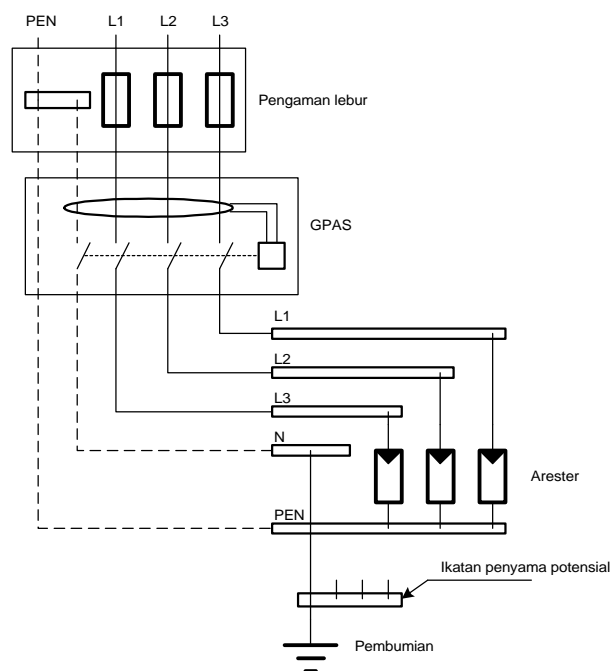 PEN L1 L2 L3
Pengaman lebur
GPAS
L1
L2
L3
N
Arester
PEN
Ikatan penyama potensial
Pembumian